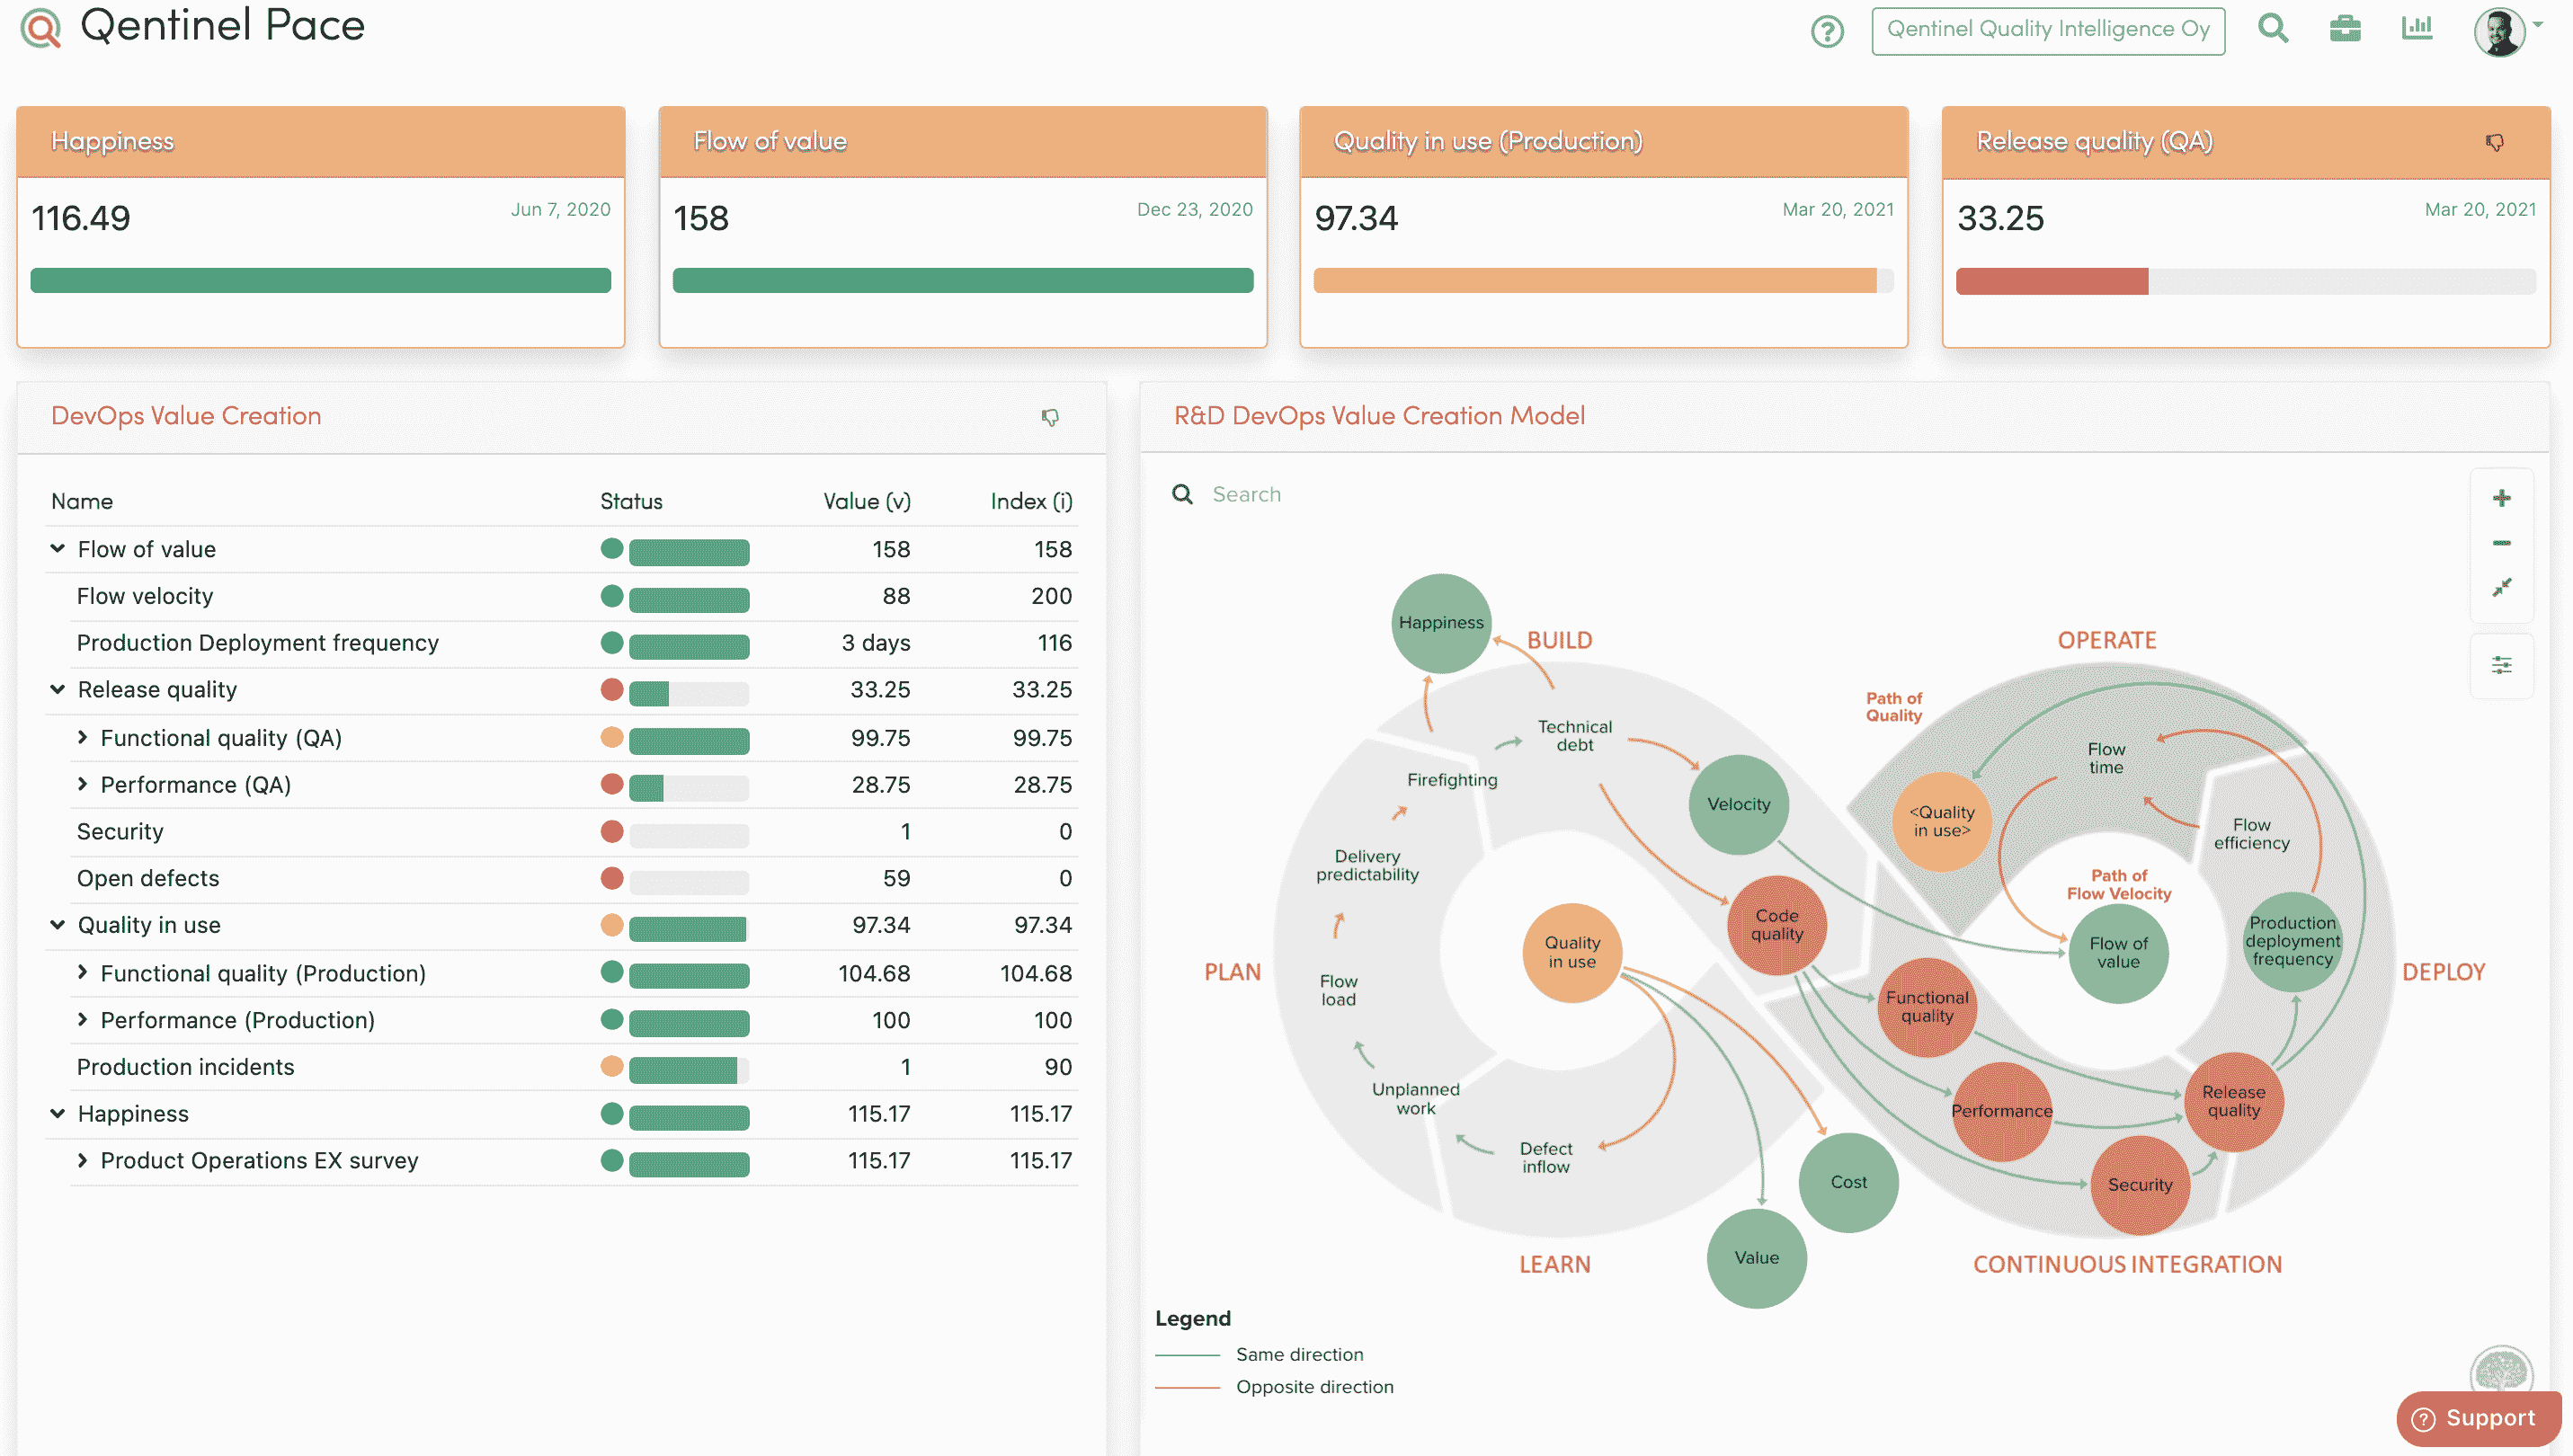 Qentinel Pace
Qentinel Quality Intelligence Oy
Happiness
116.49
Jun 7, 2020
Flow of value
158
Dec 23, 2020
Quality in use (Production)
97.34
Mar 20, 2021
Release quality (QA)
33.25
Mar 20, 2021
DevOps Value Creation
Name Status Value (v) Index (i)
Flow of value 158 158
Flow velocity 88 200
Production Deployment frequency 3 days 116
Release quality 33.25 33.25
Functional quality (QA) 99.75 99.75
Performance (QA) 28.75 28.75
Security 1 0
Open defects 59 0
Quality in use 97.34 97.34
Functional quality (Production) 104.68 104.68
Performance (Production) 100 100
Production incidents 1 90
Happiness 115.17 115.17
Product Operations EX survey 115.17 115.17
R&D DevOps Value Creation Model
Search
Happiness
BUILD
OPERATE
Path of
Quality
Technical
debt
Flow
time
Firefighting
Velocity
<Quality
in use>
Flow
efficiency
Delivery
predictability
Path of
Flow Velocity
Code
quality
Production
deployment
frequency
Quality
in use
Flow of
value
PLAN
DEPLOY
Flow
load
Functional
quality
Unplanned
work
Performance
Release
quality
Defect
inflow
Cost
Security
Value
LEARN
CONTINUOUS INTEGRATION
Legend
Same direction
Opposite direction
Support